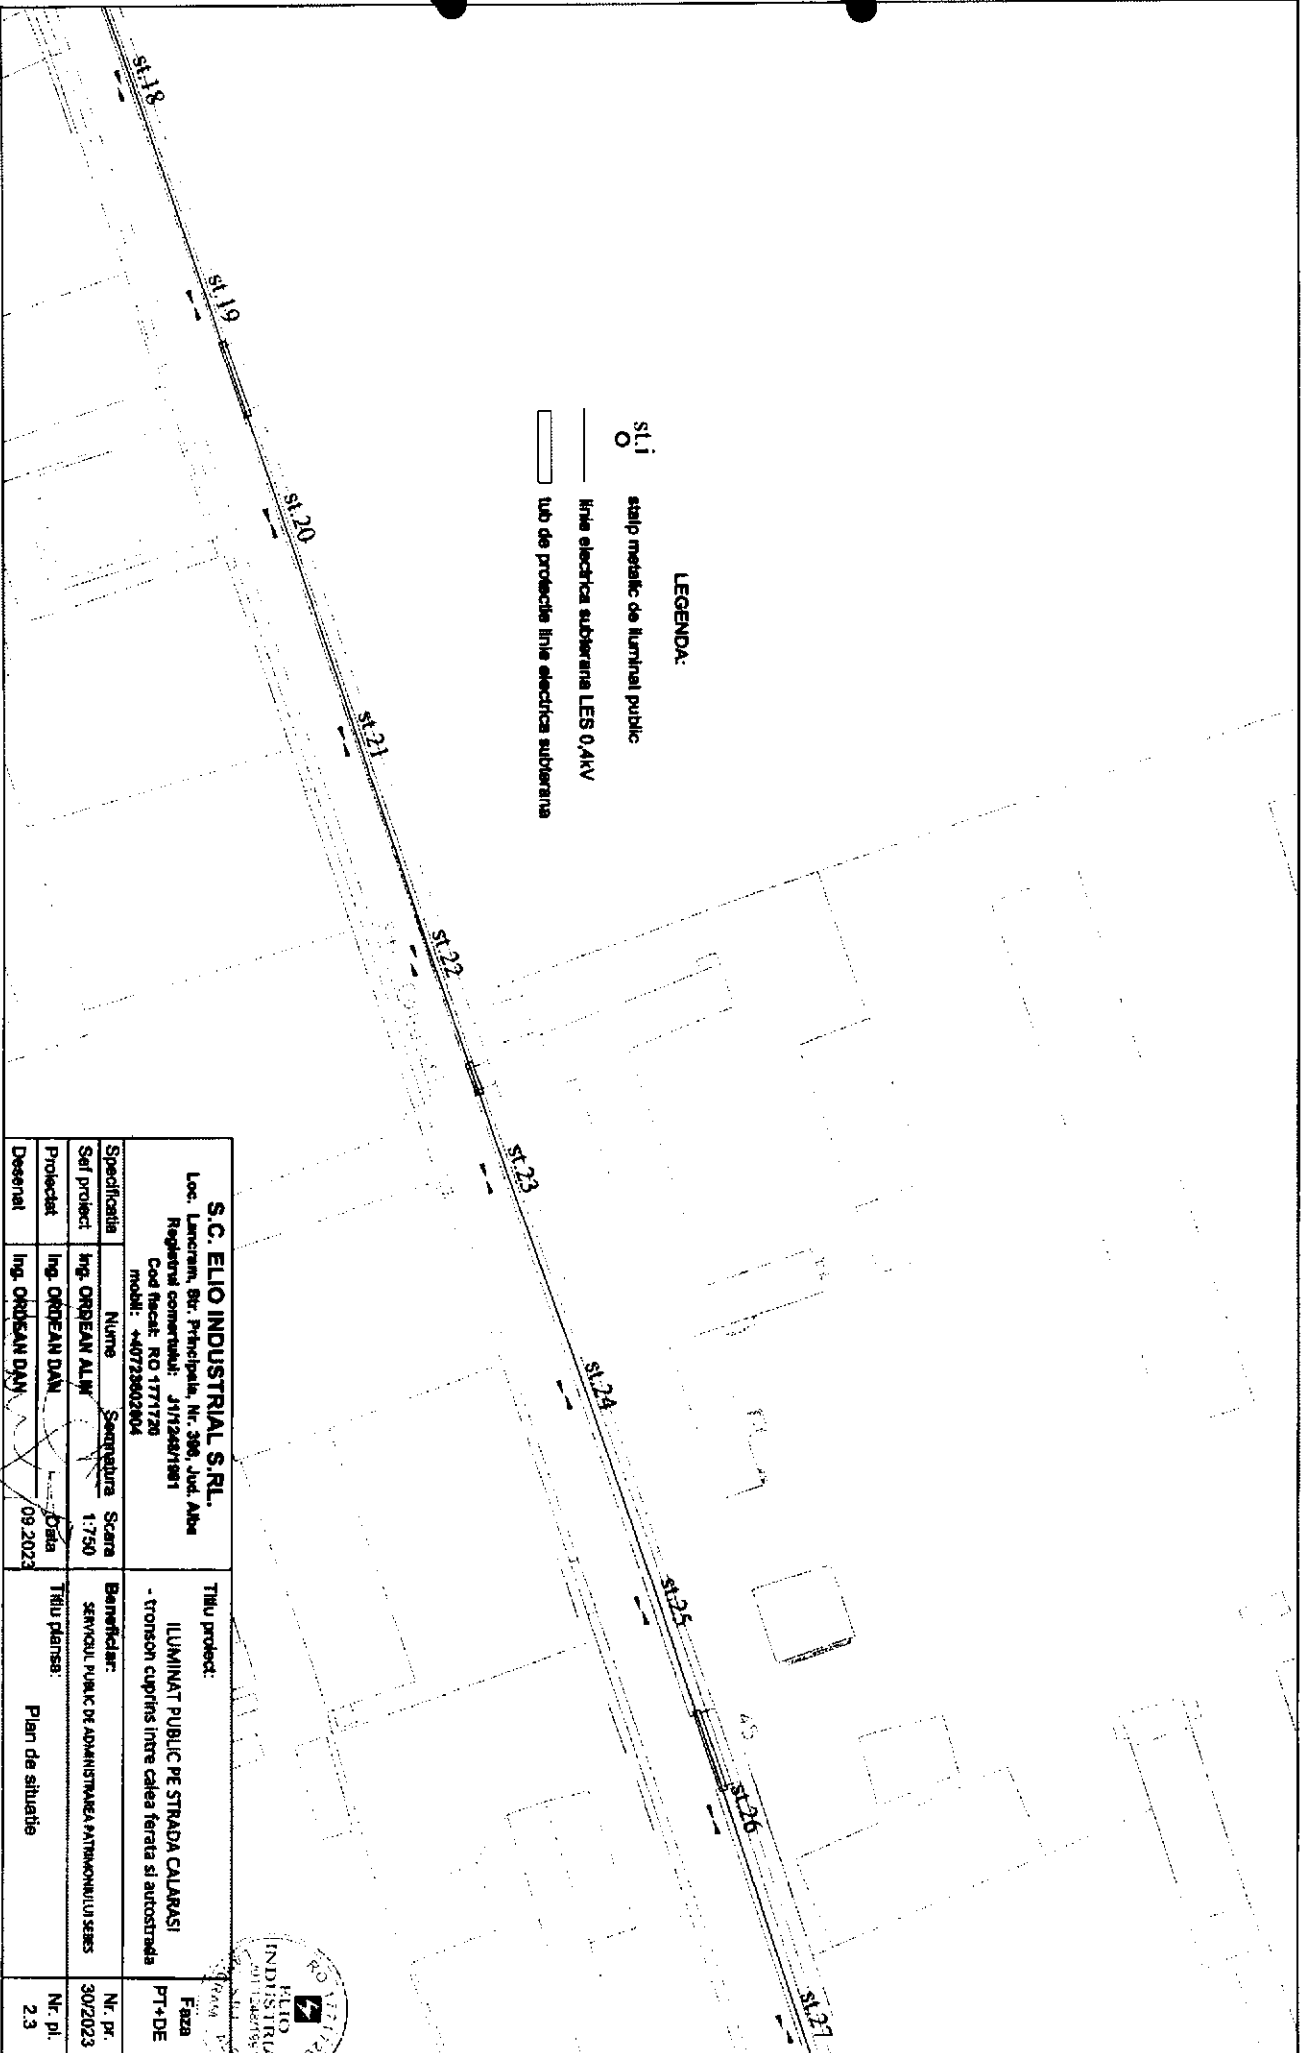 st.18
st.19
st.20
st.21
st.22
st.23
st.24
st.25
st.26
st.27
LEGENDA:
st.i
stalp metalic de iluminat public
linie electrica subterana LES 0,4kV
tub de protectie linie electrica subterana
S.C. ELIO INDUSTRIAL S.RL.
Loc. Lancram, Str. Principala, Nr. 396, Jud. Alba
Registrul comertului: J1/1248/1991
Cod fiscal: RO 1771726
mobil: +40723602804
Specificatia Nume Semnatura Scara
Sef proiect Ing. ORDEAN ALIN 1:750
Proiectat Ing. ORDEAN DAN Data
Desenat Ing. ORDEAN DAN 09.2023
Titlu proiect:
ILUMINAT PUBLIC PE STRADA CALARASI
- tronson cuprins intre calea ferata si autostrada
Beneficiar:
SERVICIUL PUBLIC DE ADMINISTRAREA PATRIMONIULUI SEBES
Titlu plansa:
Plan de situatie
Faza
PT+DE
Nr. pr.
30/2023
Nr. pl.
2.3
ELIO